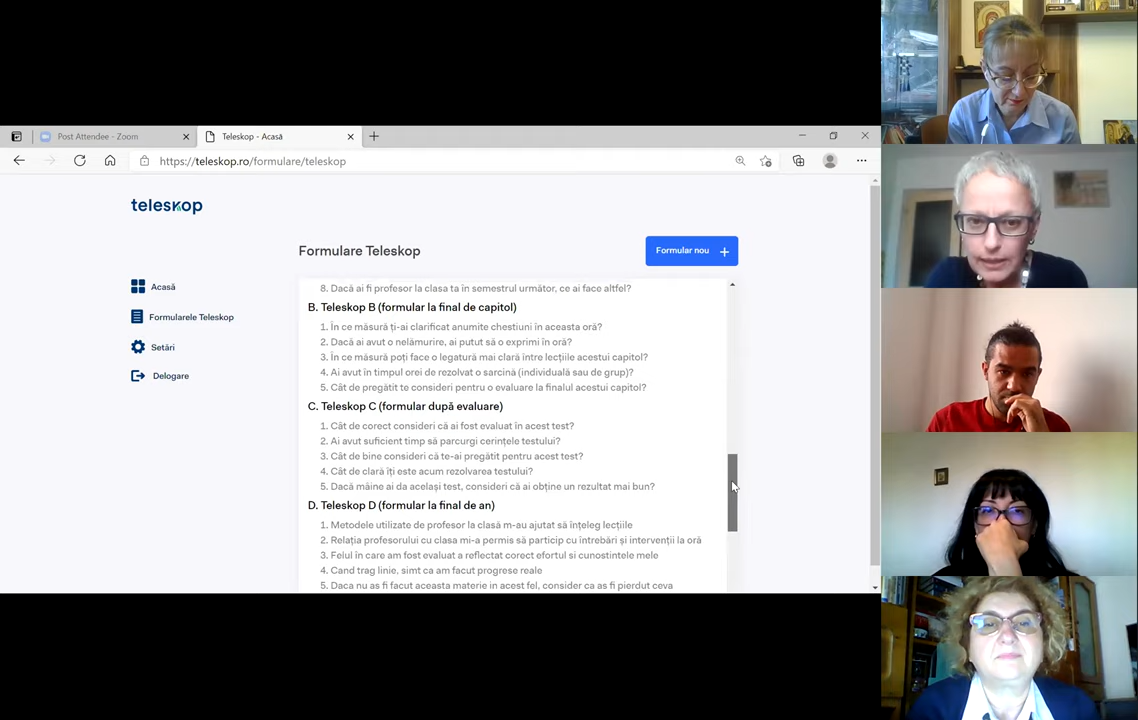 Post Attendee - Zoom
Teleskop - Acasă
https://teleskop.ro/formulare/teleskop
teleskop
Formulare Teleskop
Formular nou +
Acasă
Formularele Teleskop
Setări
Delogare
8. Dacă ai fi profesor la clasa ta în semestrul următor, ce ai face altfel?
B. Teleskop B (formular la final de capitol)
1. În ce măsură ți-ai clarificat anumite chestiuni în aceasta oră?
2. Dacă ai avut o nelămurire, ai putut să o exprimi în oră?
3. În ce măsură poți face o legatură mai clară între lecțiile acestui capitol?
4. Ai avut în timpul orei de rezolvat o sarcină (individuală sau de grup)?
5. Cât de pregătit te consideri pentru o evaluare la finalul acestui capitol?
C. Teleskop C (formular după evaluare)
1. Cât de corect consideri că ai fost evaluat în acest test?
2. Ai avut suficient timp să parcurgi cerințele testului?
3. Cât de bine consideri că te-ai pregătit pentru acest test?
4. Cât de clară îți este acum rezolvarea testului?
5. Dacă mâine ai da același test, consideri că ai obține un rezultat mai bun?
D. Teleskop D (formular la final de an)
1. Metodele utilizate de profesor la clasă m-au ajutat să înțeleg lecțiile
2. Relația profesorului cu clasa mi-a permis să particip cu întrebări și intervenții la oră
3. Felul în care am fost evaluat a reflectat corect efortul si cunostintele mele
4. Cand trag linie, simt ca am facut progrese reale
5. Daca nu as fi facut aceasta materie in acest fel, consider ca as fi pierdut ceva